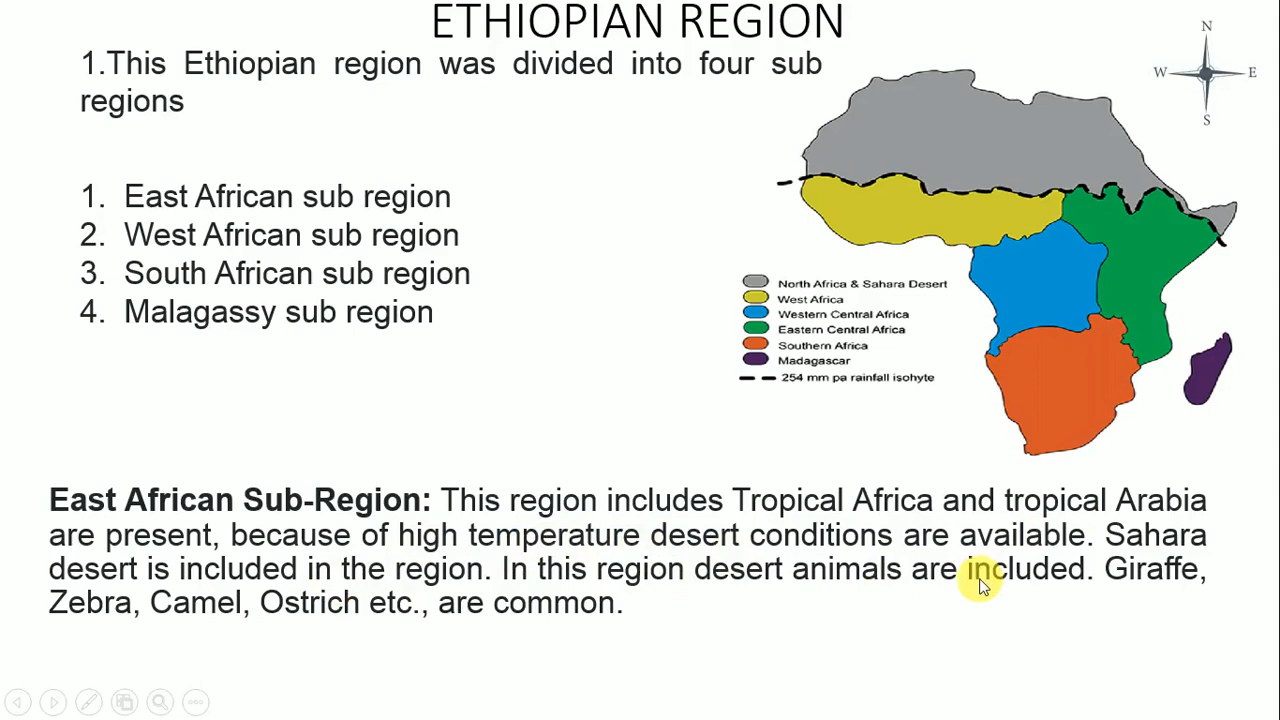 ETHIOPIAN REGION
1.This Ethiopian region was divided into four sub
regions
1. East African sub region
2. West African sub region
3. South African sub region
4. Malagassy sub region
N
W E
S
North Africa & Sahara Desert
West Africa
Western Central Africa
Eastern Central Africa
Southern Africa
Madagascar
254 mm pa rainfall isohyte
East African Sub-Region: This region includes Tropical Africa and tropical Arabia
are present, because of high temperature desert conditions are available. Sahara
desert is included in the region. In this region desert animals are included. Giraffe,
Zebra, Camel, Ostrich etc., are common.